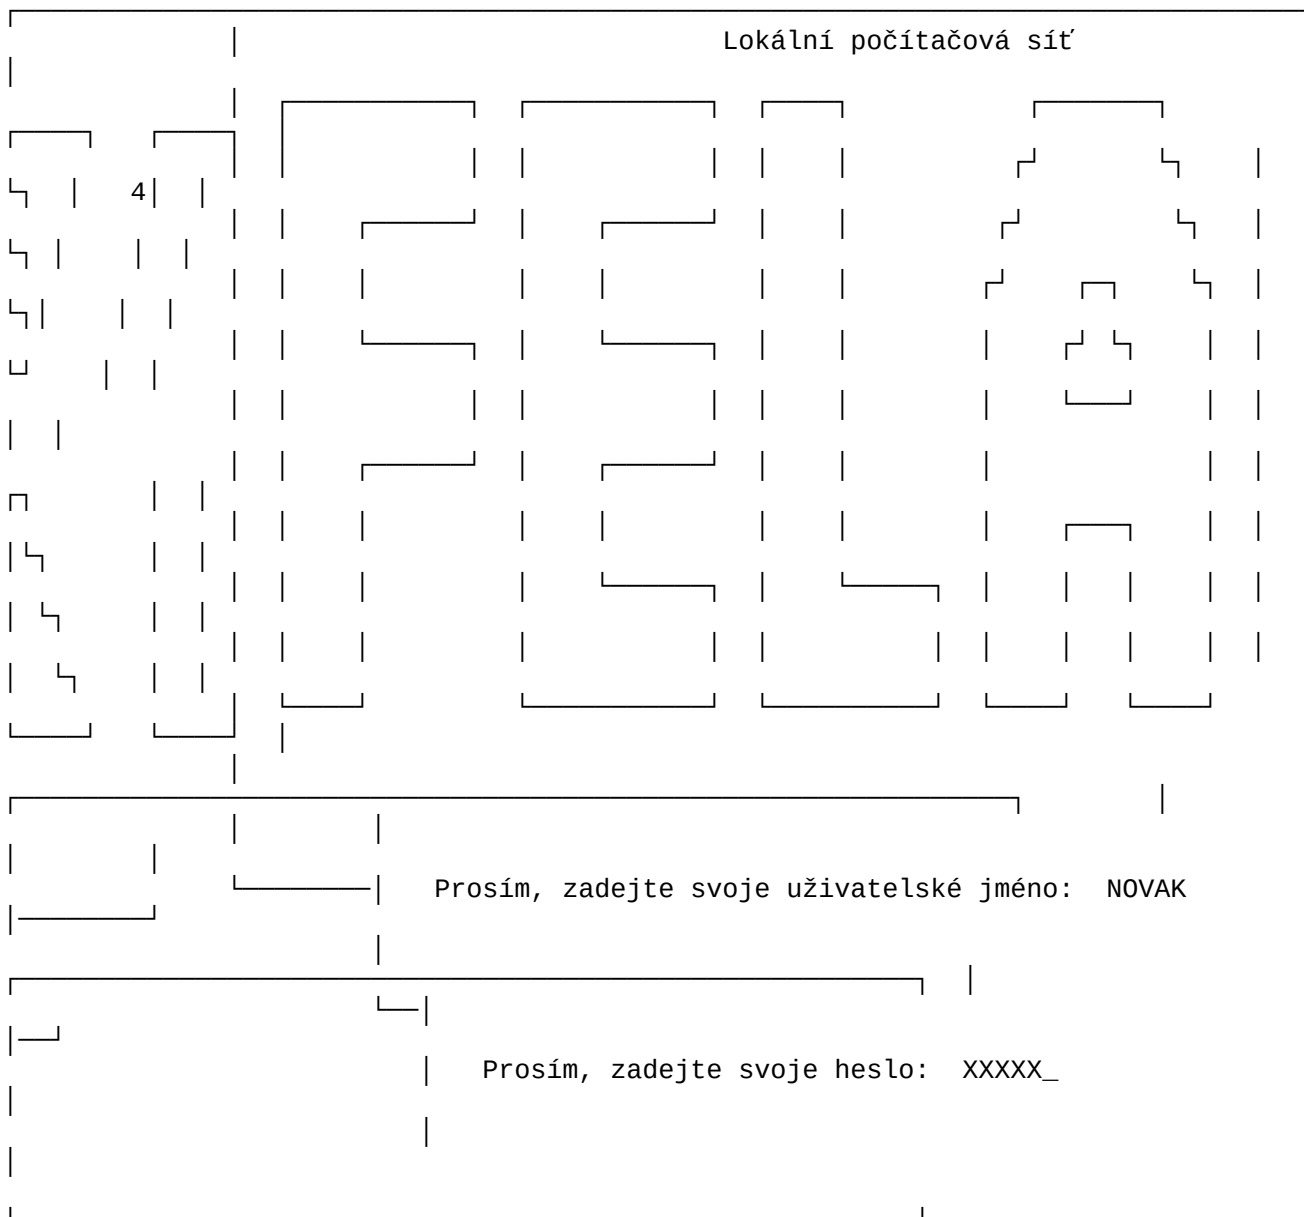 Lokální počítačová síť
4
Prosím, zadejte svoje uživatelské jméno: NOVAK
Prosím, zadejte svoje heslo: XXXXX_